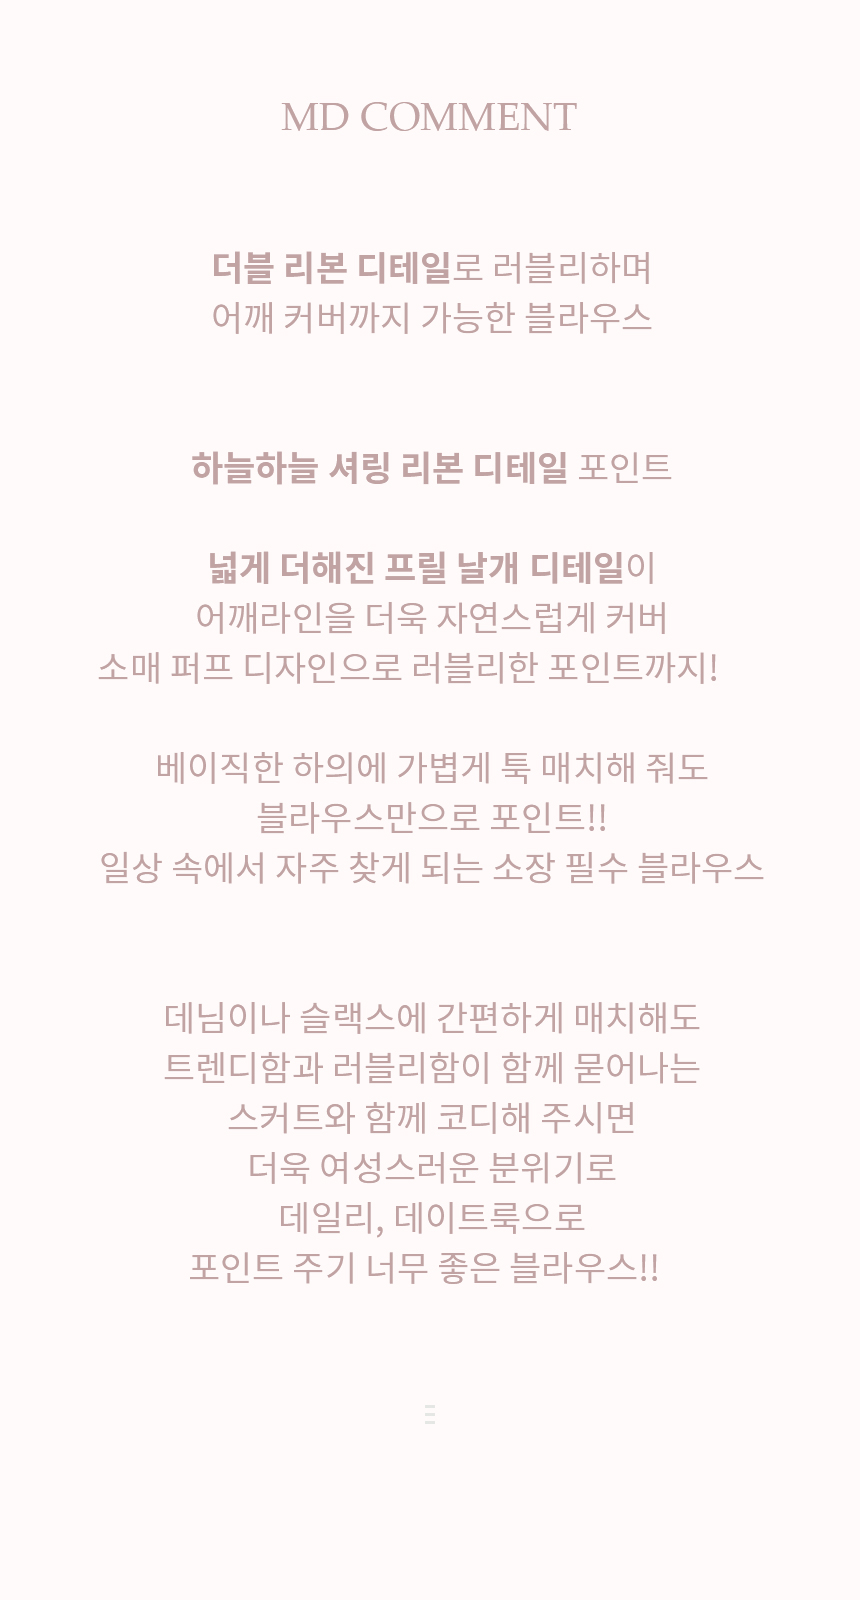 MD COMMENT
더블 리본 디테일로 러블리하며
어깨 커버까지 가능한 블라우스
하늘하늘 셔링 리본 디테일 포인트
넓게 더해진 프릴 날개 디테일이
어깨라인을 더욱 자연스럽게 커버
소매 퍼프 디자인으로 러블리한 포인트까지!
베이직한 하의에 가볍게 툭 매치해 줘도
블라우스만으로 포인트!!
일상 속에서 자주 찾게 되는 소장 필수 블라우스
데님이나 슬랙스에 간편하게 매치해도
트렌디함과 러블리함이 함께 묻어나는
스커트와 함께 코디해 주시면
더욱 여성스러운 분위기로
데일리, 데이트룩으로
포인트 주기 너무 좋은 블라우스!!